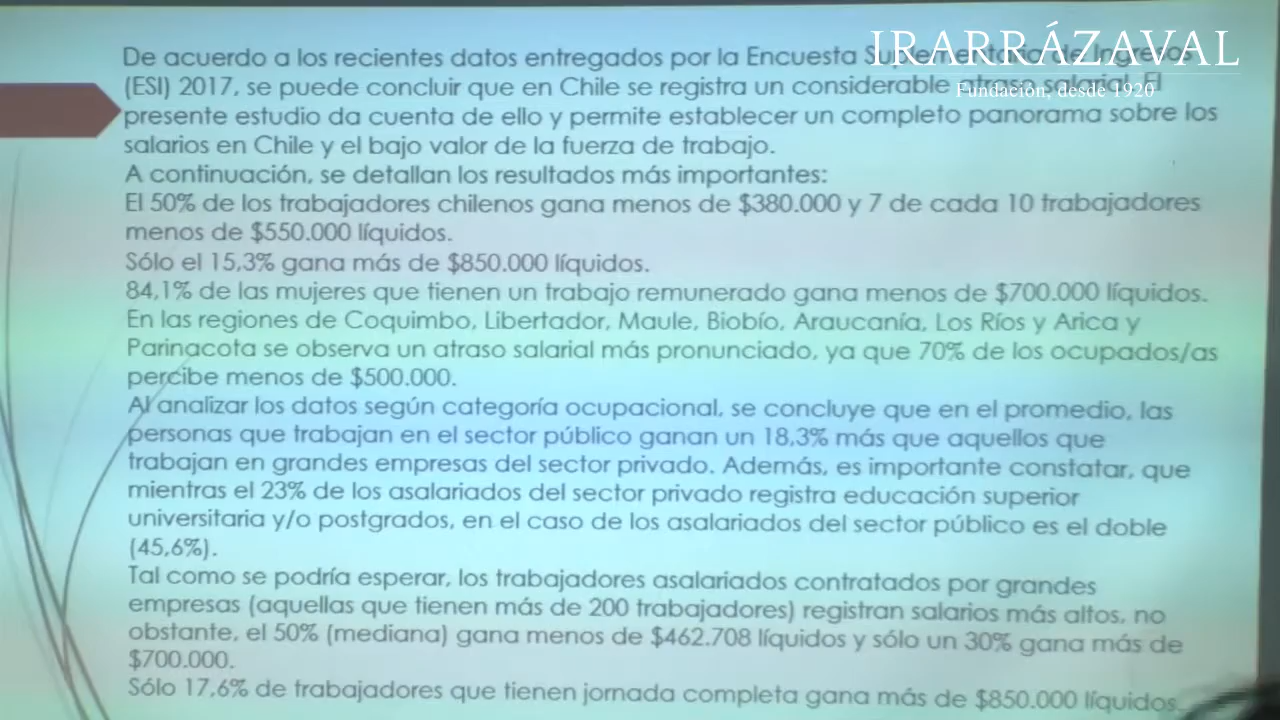 IRARRÁZAVAL
Fundación, desde 1920
De acuerdo a los recientes datos entregados por la Encuesta Suplementaria de Ingresos
(ESI) 2017, se puede concluir que en Chile se registra un considerable atraso salarial. El
presente estudio da cuenta de ello y permite establecer un completo panorama sobre los
salarios en Chile y el bajo valor de la fuerza de trabajo.
A continuación, se detallan los resultados más importantes:
El 50% de los trabajadores chilenos gana menos de $380.000 y 7 de cada 10 trabajadores
menos de $550.000 líquidos.
Sólo el 15,3% gana más de $850.000 líquidos.
84,1% de las mujeres que tienen un trabajo remunerado gana menos de $700.000 líquidos.
En las regiones de Coquimbo, Libertador, Maule, Biobío, Araucanía, Los Ríos y Arica y
Parinacota se observa un atraso salarial más pronunciado, ya que 70% de los ocupados/as
percibe menos de $500.000.
Al analizar los datos según categoría ocupacional, se concluye que en el promedio, las
personas que trabajan en el sector público ganan un 18,3% más que aquellos que
trabajan en grandes empresas del sector privado. Además, es importante constatar, que
mientras el 23% de los asalariados del sector privado registra educación superior
universitaria y/o postgrados, en el caso de los asalariados del sector público es el doble
(45,6%).
Tal como se podría esperar, los trabajadores asalariados contratados por grandes
empresas (aquellas que tienen más de 200 trabajadores) registran salarios más altos, no
obstante, el 50% (mediana) gana menos de $462.708 líquidos y sólo un 30% gana más de
$700.000.
Sólo 17,6% de trabajadores que tienen jornada completa gana más de $850.000 líquidos.